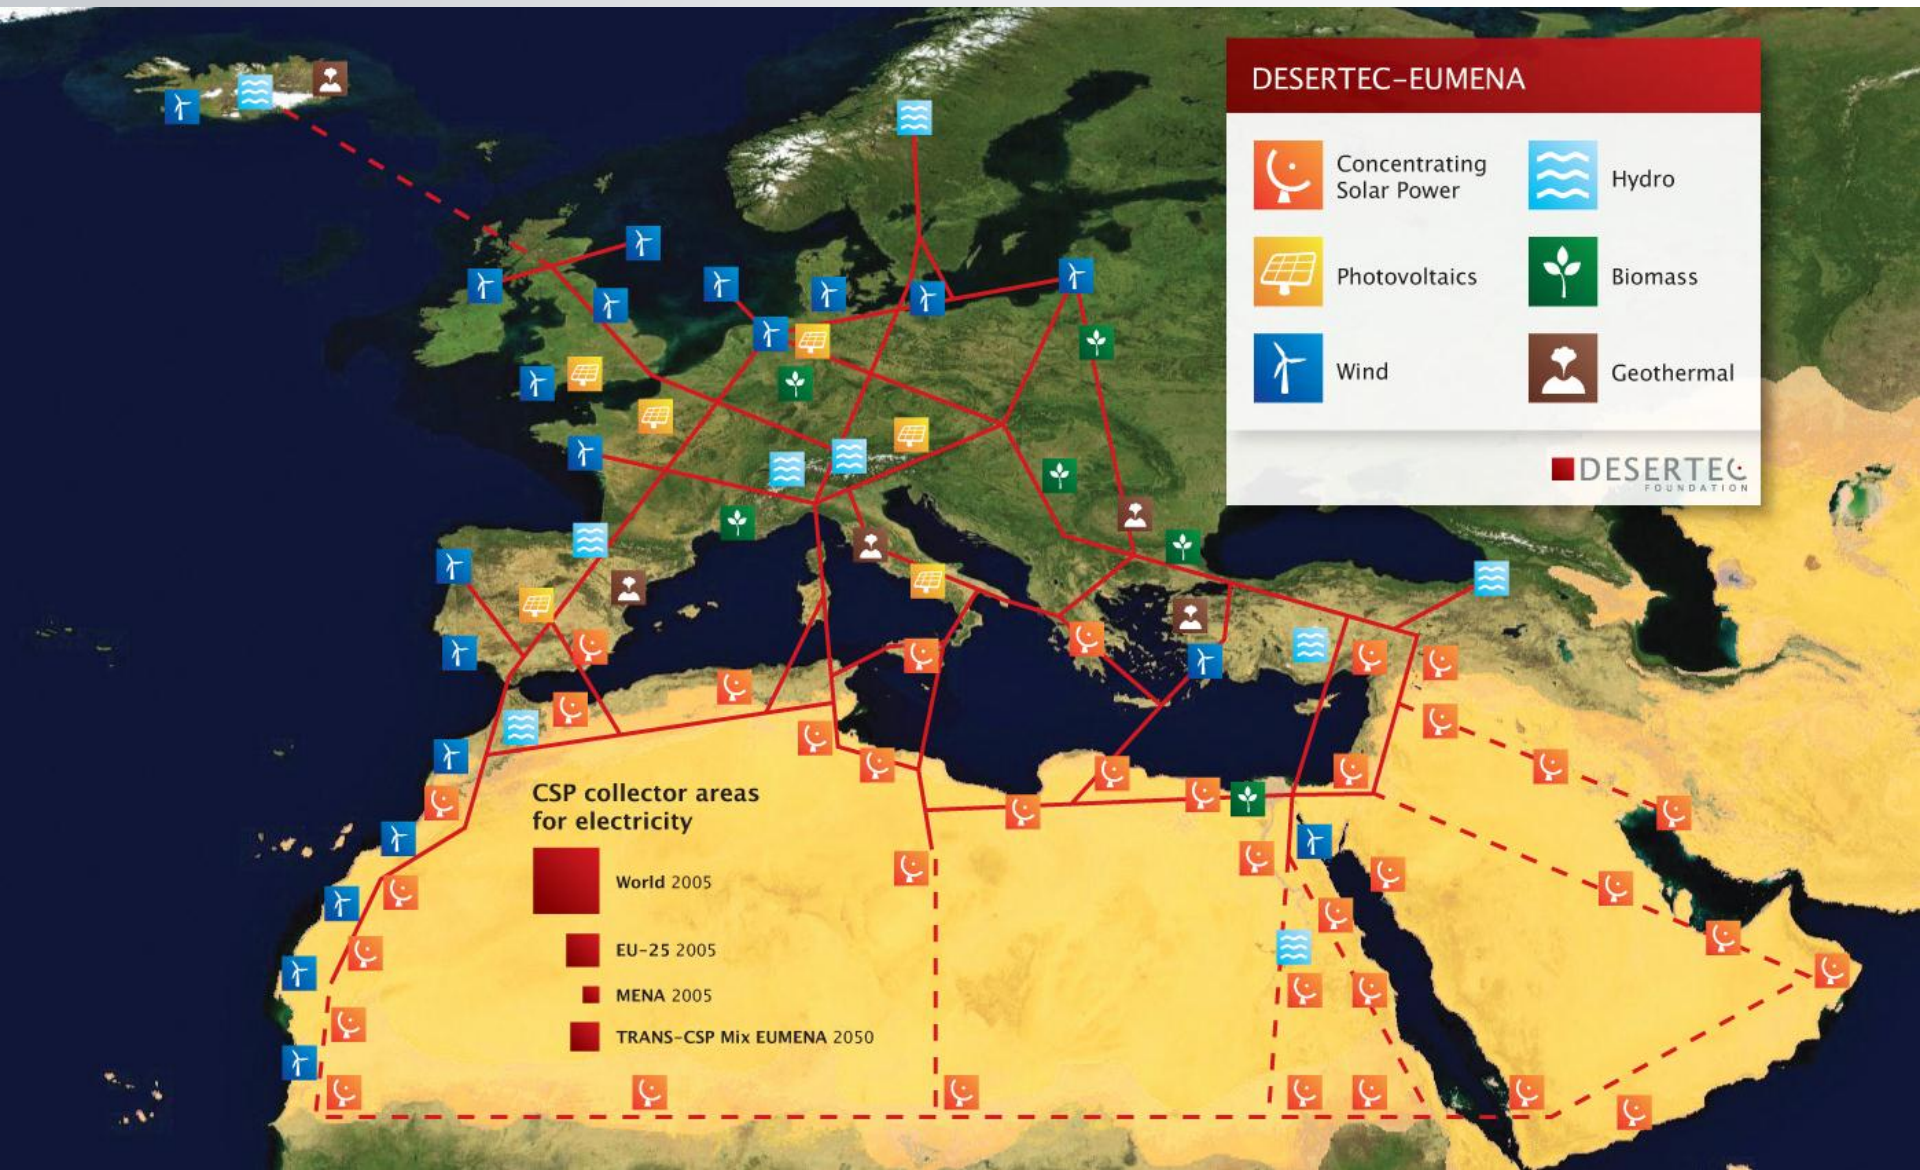 DESERTEC–EUMENA
Concentrating
Solar Power
Hydro
Photovoltaics
Biomass
Wind
Geothermal
DESERTEC
FOUNDATION
CSP collector areas
for electricity
World 2005
EU–25 2005
MENA 2005
TRANS–CSP Mix EUMENA 2050